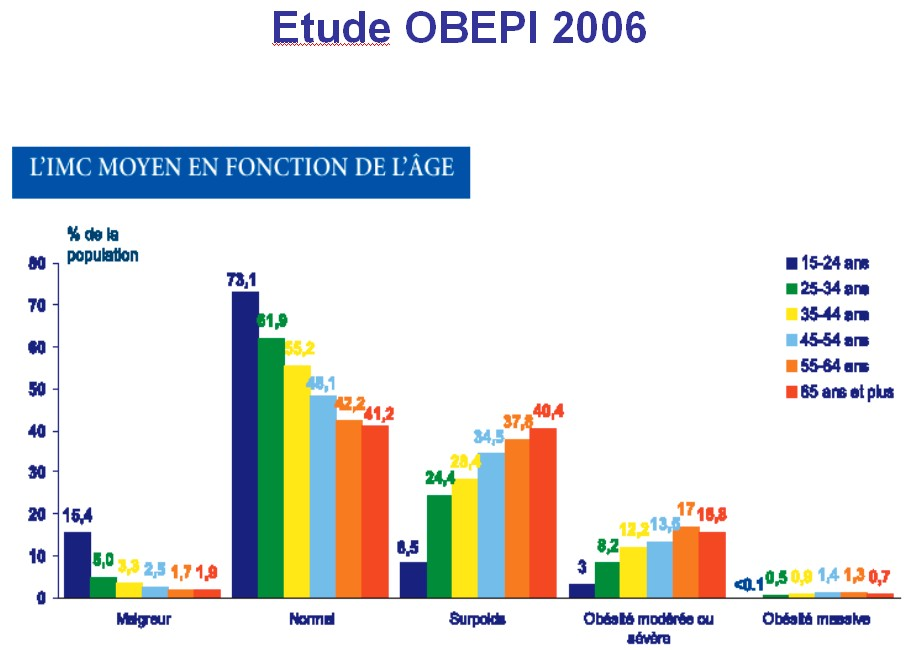 Etude OBEPI 2006
L'IMC MOYEN EN FONCTION DE L'ÂGE
% de la
population
80
70
60
50
40
30
20
10
0
15,4
5,0
3,3
2,5
1,7
1,9
73,1
61,9
55,2
48,1
42,2
41,2
8,5
24,4
28,4
34,5
37,8
40,4
3
8,2
12,2
13,5
17
15,8
<0.1
0,5
0,9
1,4
1,3
0,7
Maigreur
Normal
Surpoids
Obésité modérée ou
sévère
Obésité massive
15-24 ans
25-34 ans
35-44 ans
45-54 ans
55-64 ans
65 ans et plus